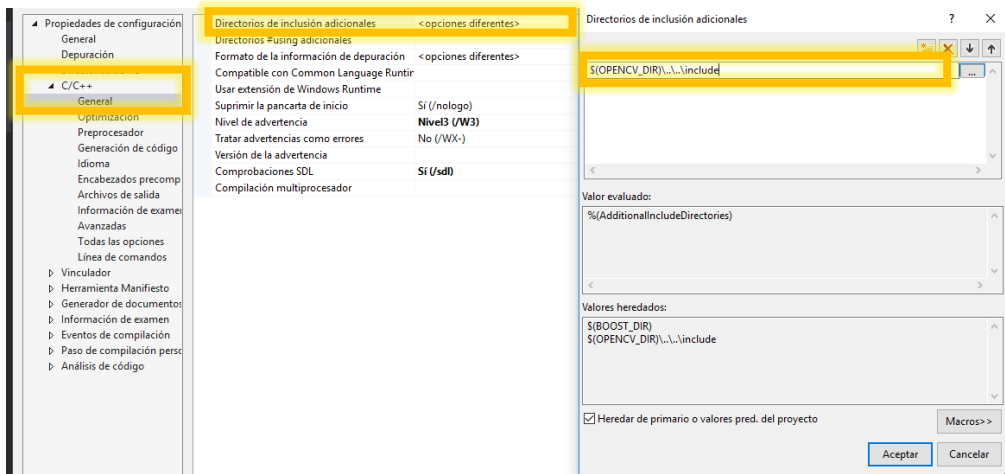 Propiedades de configuración
General
Depuración
C/C++
General
Optimización
Preprocesador
Generación de código
Idioma
Encabezados precomp
Archivos de salida
Información de examen
Avanzadas
Todas las opciones
Línea de comandos
Vinculador
Herramienta Manifiesto
Generador de documentos
Información de examen
Eventos de compilación
Paso de compilación perso
Análisis de código
Directorios de inclusión adicionales <opciones diferentes>
Directorios #using adicionales
Formato de la información de depuración <opciones diferentes>
Compatible con Common Language Runtir
Usar extensión de Windows Runtime
Suprimir la pancarta de inicio Sí (/nologo)
Nivel de advertencia Nivel3 (/W3)
Tratar advertencias como errores No (/WX-)
Versión de la advertencia
Comprobaciones SDL Sí (/sdl)
Compilación multiprocesador
Directorios de inclusión adicionales ? ×
$(OPENCV_DIR)\..\..\include ...
Valor evaluado:
%(AdditionalIncludeDirectories)
Valores heredados:
$(BOOST_DIR)
$(OPENCV_DIR)\..\..\include
Heredar de primario o valores pred. del proyecto
Macros>>
Aceptar Cancelar